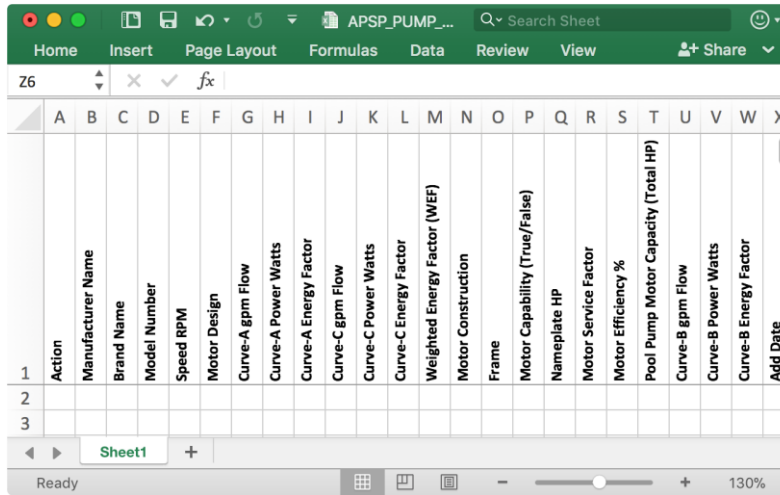 APSP_PUMP_...
Search Sheet
Home Insert Page Layout Formulas Data Review View Share
Z6 fx
A B C D E F G H I J K L M N O P Q R S T U V W X
1
Action
Manufacturer Name
Brand Name
Model Number
Speed RPM
Motor Design
Curve-A gpm Flow
Curve-A Power Watts
Curve-A Energy Factor
Curve-C gpm Flow
Curve-C Power Watts
Curve-C Energy Factor
Weighted Energy Factor (WEF)
Motor Construction
Frame
Motor Capability (True/False)
Nameplate HP
Motor Service Factor
Motor Efficiency %
Pool Pump Motor Capacity (Total HP)
Curve-B gpm Flow
Curve-B Power Watts
Curve-B Energy Factor
Add Date
2
3
Sheet1 +
Ready 130%